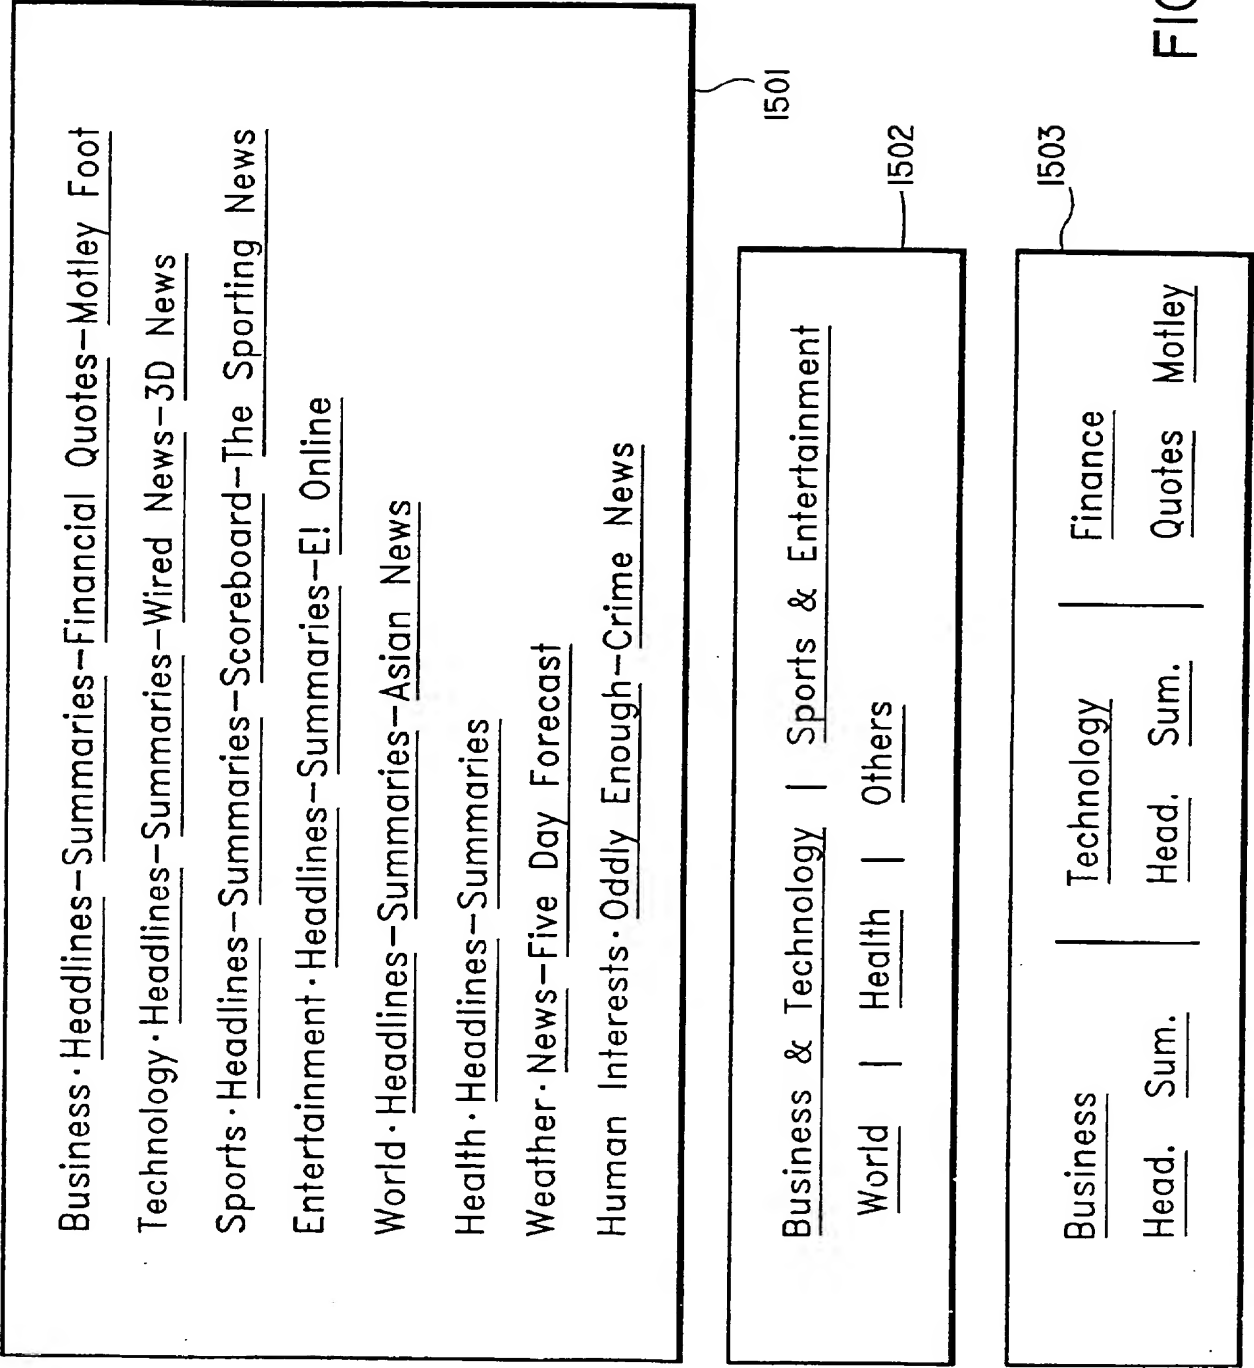 Business · Headlines–Summaries–Financial Quotes–Motley Foot
Technology · Headlines–Summaries–Wired News–3D News
Sports · Headlines–Summaries–Scoreboard–The Sporting News
Entertainment · Headlines–Summaries–E! Online
World · Headlines–Summaries–Asian News
Health · Headlines–Summaries
Weather · News–Five Day Forecast
Human Interests · Oddly Enough–Crime News
1501
Business & Technology | Sports & Entertainment
World | Health | Others
1502
Business | Technology | Finance
Head. Sum. | Head. Sum. | Quotes Motley
1503